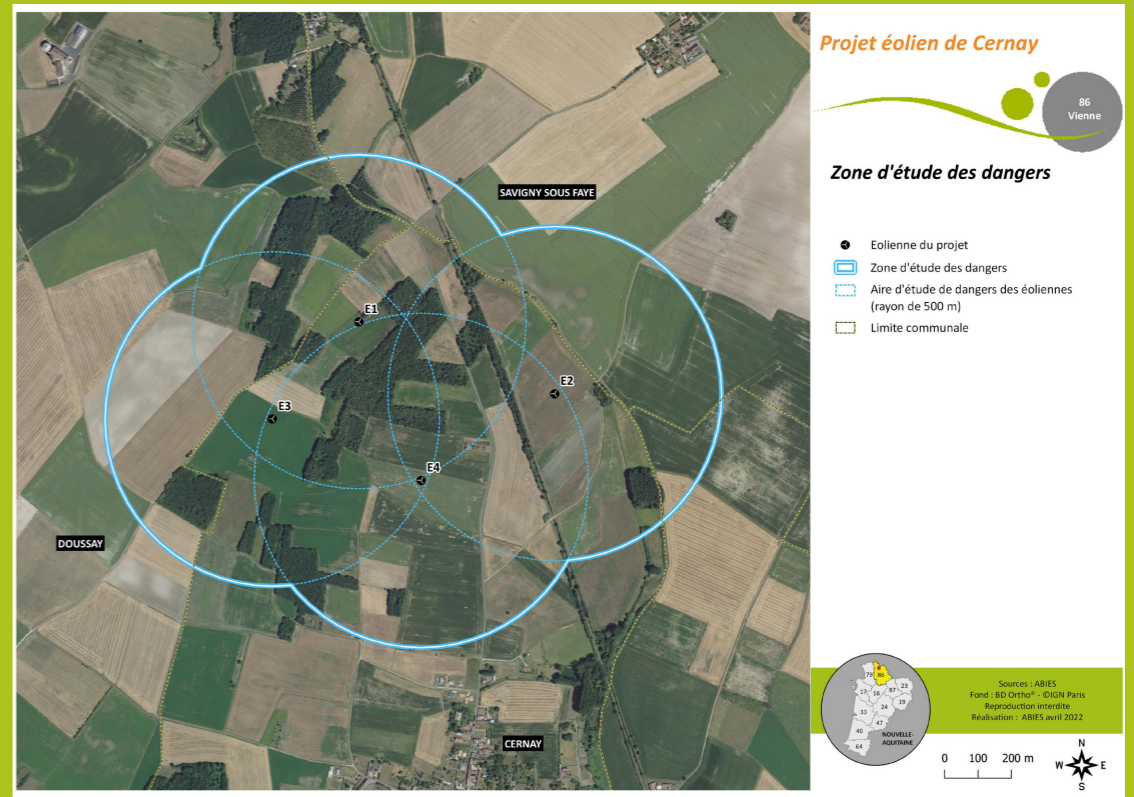 Projet éolien de Cernay
86
Vienne
Zone d'étude des dangers
Eolienne du projet
Zone d'étude des dangers
Aire d'étude de dangers des éoliennes
(rayon de 500 m)
Limite communale
SAVIGNY SOUS FAYE
E1
E2
E3
E4
DOUSSAY
CERNAY
79
86
17
16
87
23
19
24
33
47
40
64
NOUVELLE-
AQUITAINE
Sources : ABIES
Fond : BD Ortho® - ©IGN Paris
Reproduction interdite
Réalisation : ABIES avril 2022
0 100 200 m
N
W E
S